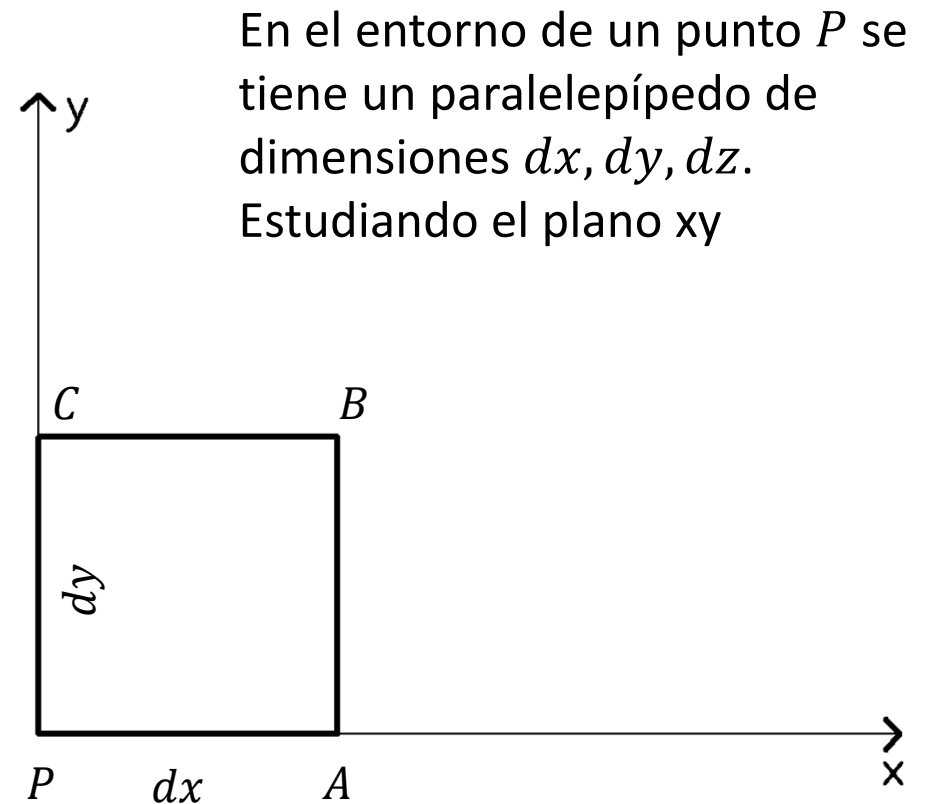 En el entorno de un punto P se
tiene un paralelepípedo de
dimensiones dx, dy, dz.
Estudiando el plano xy
y
C
B
dy
P
dx
A
x